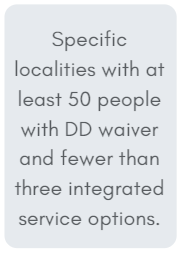 Specific
localities with at
least 50 people
with DD waiver
and fewer than
three integrated
service options.